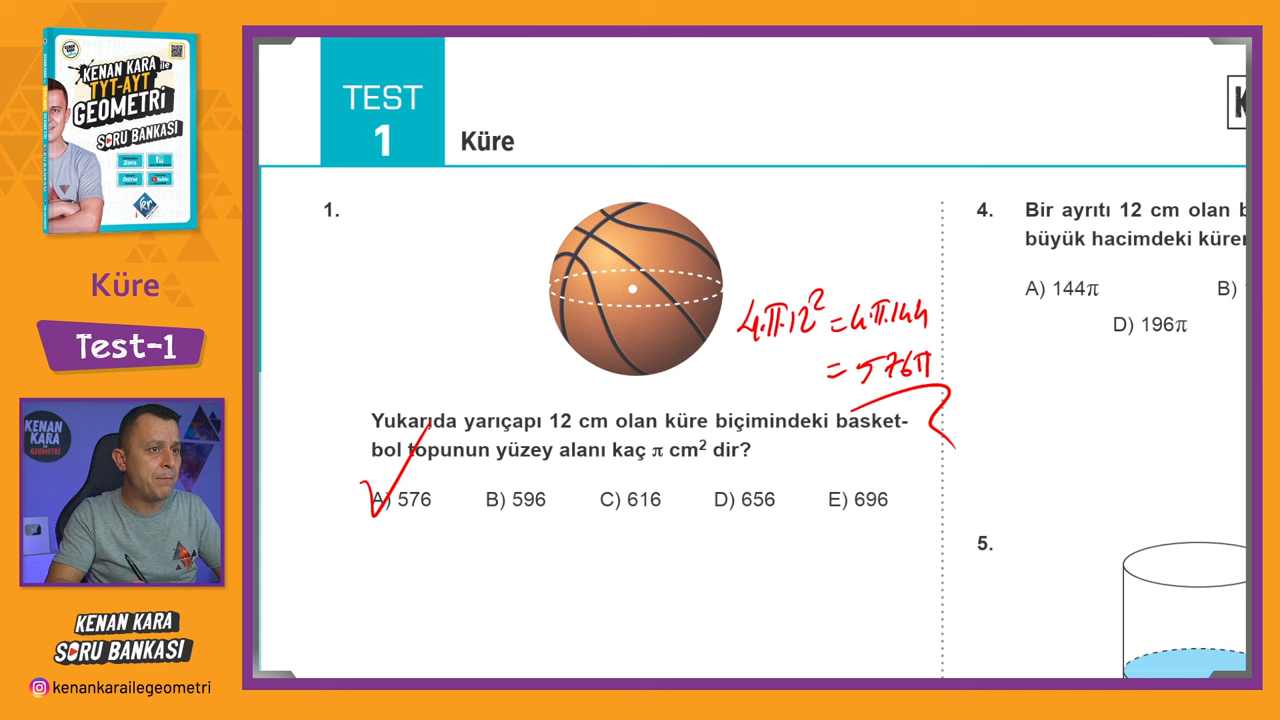 KENAN KARA ile
TYT-AYT
GEOMETRİ
SORU BANKASI
Küre
Test-1
KENAN
KARA
GEOMETRİ
KENAN KARA
SORU BANKASI
kenankarailegeometri
TEST
1
Küre
1.
4.π.12² = 4.π.144
= 576π
Yukarıda yarıçapı 12 cm olan küre biçimindeki basket-
bol topunun yüzey alanı kaç π cm² dir?
A) 576 B) 596 C) 616 D) 656 E) 696
4. Bir ayrıtı 12 cm olan
büyük hacimdeki
A) 144π B)
D) 196π
5.